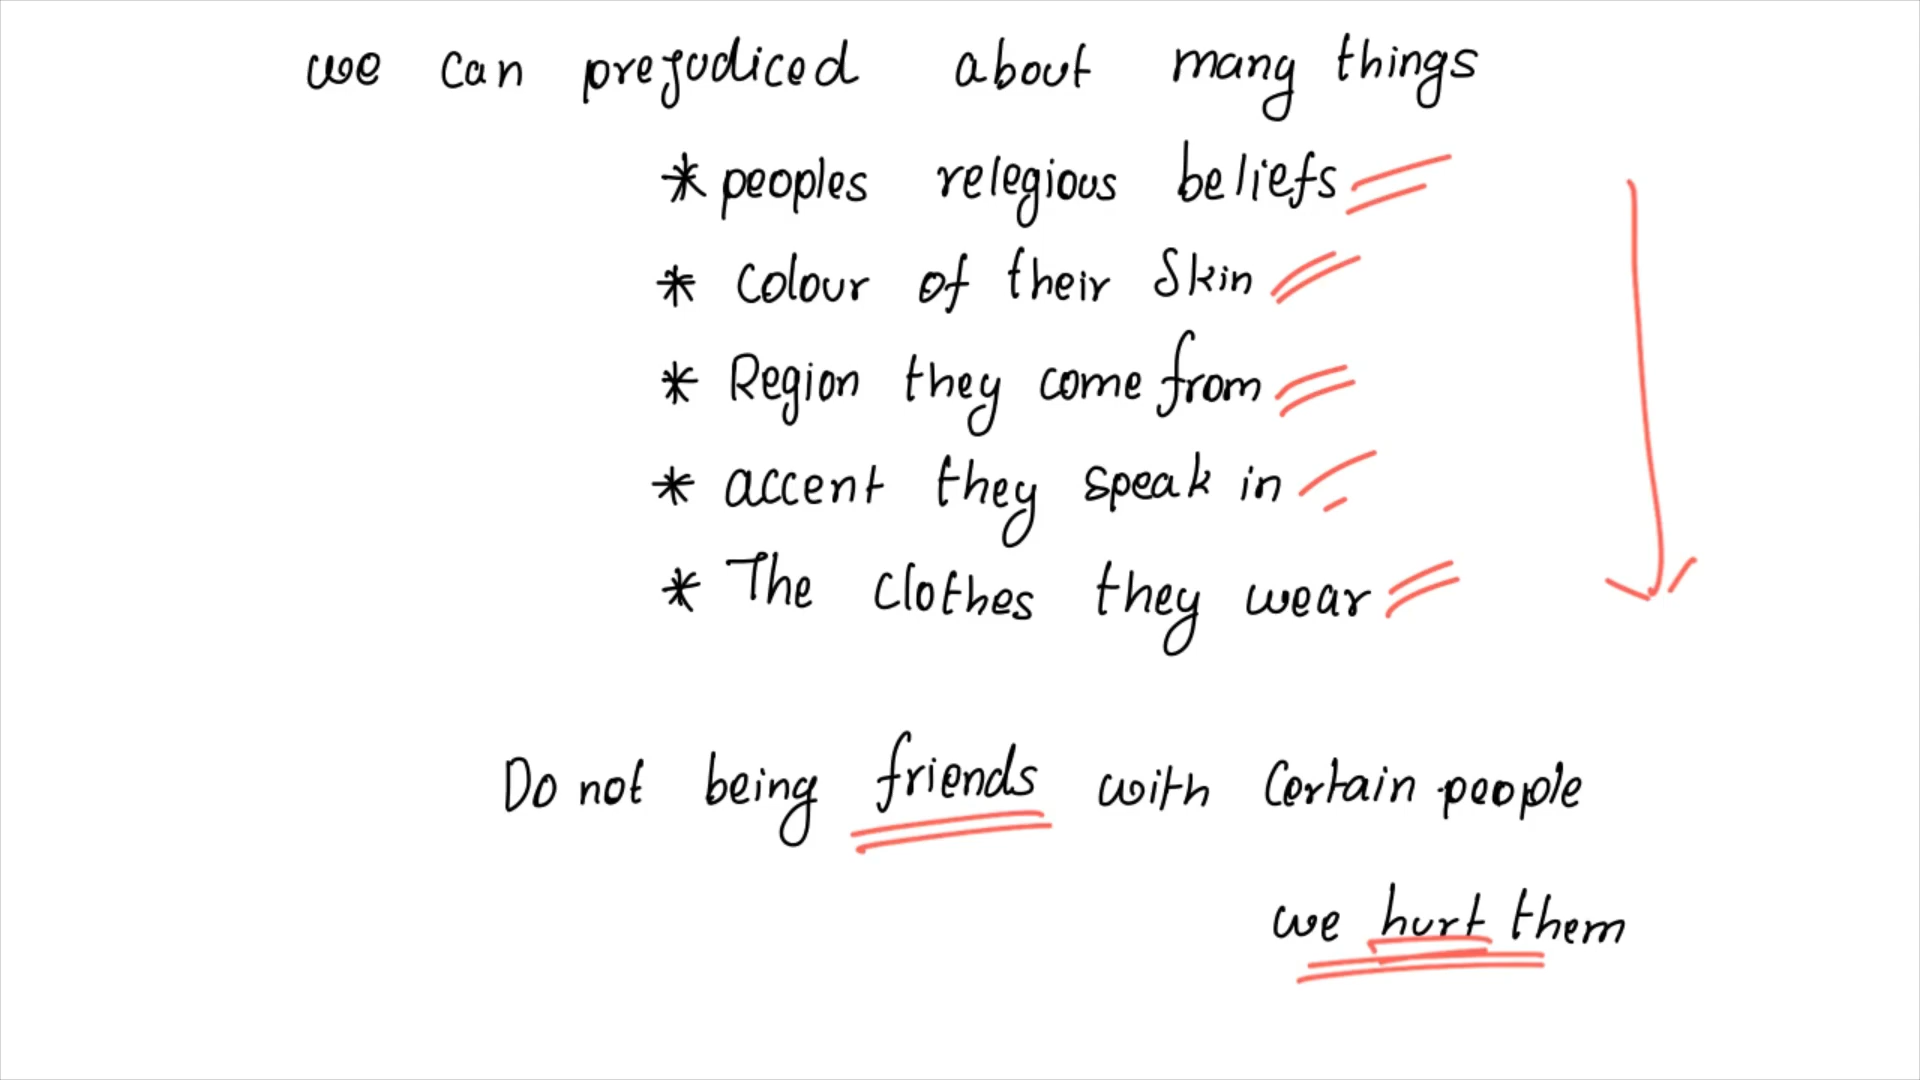 we can prejudiced about many things
* peoples relegious beliefs
* Colour of their Skin
* Region they come from
* accent they speak in
* The clothes they wear
Do not being friends with Certain people
we hurt them